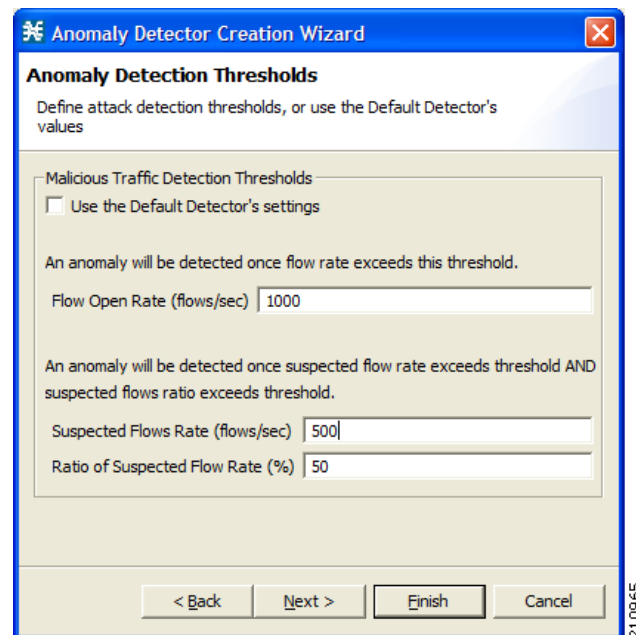 Anomaly Detector Creation Wizard
Anomaly Detection Thresholds
Define attack detection thresholds, or use the Default Detector's
values
Malicious Traffic Detection Thresholds
Use the Default Detector's settings
An anomaly will be detected once flow rate exceeds this threshold.
Flow Open Rate (flows/sec) 1000
An anomaly will be detected once suspected flow rate exceeds threshold AND
suspected flows ratio exceeds threshold.
Suspected Flows Rate (flows/sec) 500
Ratio of Suspected Flow Rate (%) 50
< Back Next > Finish Cancel
210965